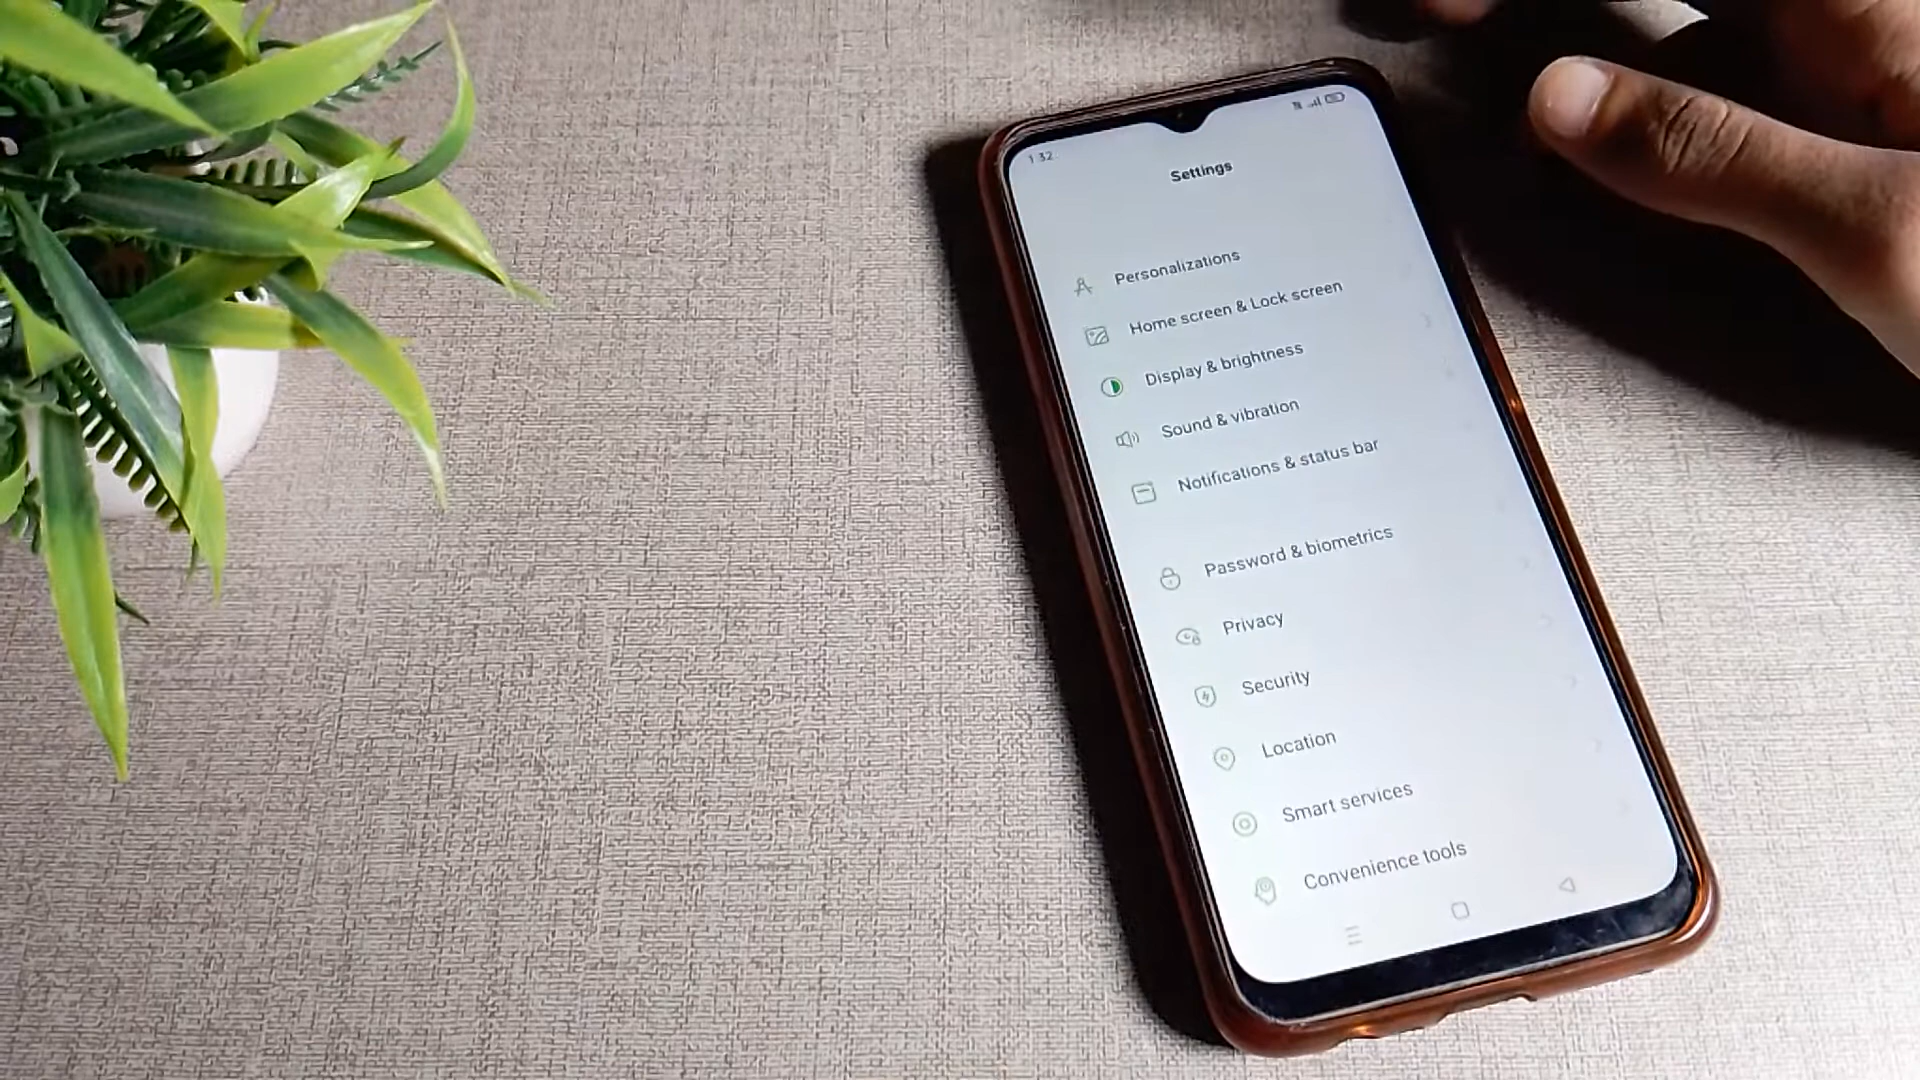 1 32
Settings
Personalizations
Home screen & Lock screen
Display & brightness
Sound & vibration
Notifications & status bar
Password & biometrics
Privacy
Security
Location
Smart services
Convenience tools